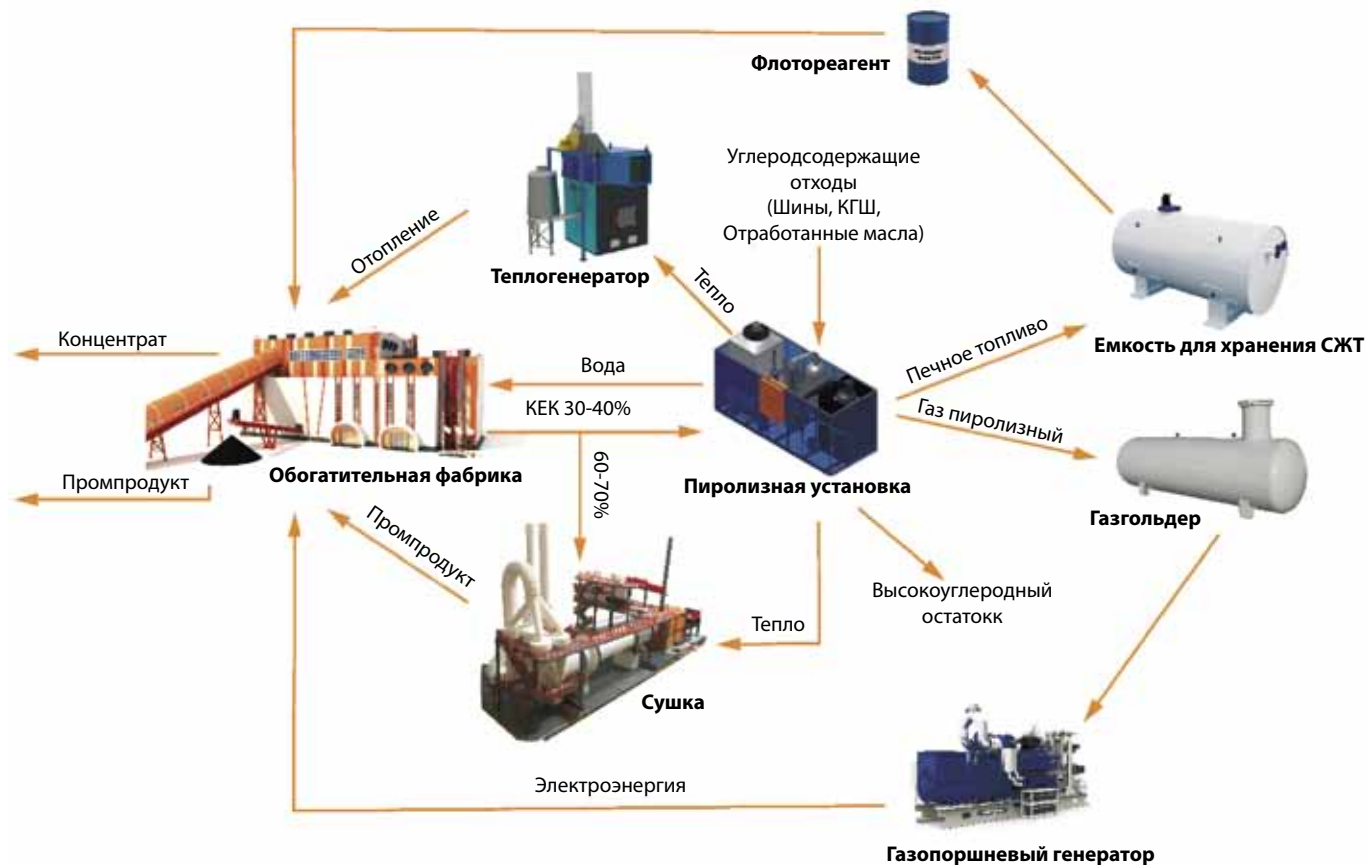 Флотореагент
Углеродсодержащие
отходы
(Шины, КГШ,
Отработанные масла)
Отопление
Теплогенератор
Тепло
Концентрат
Вода
Печное топливо
Емкость для хранения СЖТ
КЕК 30-40%
Газ пиролизный
Обогатительная фабрика
60-70%
Пиролизная установка
Промпродукт
Газгольдер
Промпродукт
Высокоуглеродный
остатокк
Тепло
Сушка
Электроэнергия
Газопоршневый генератор